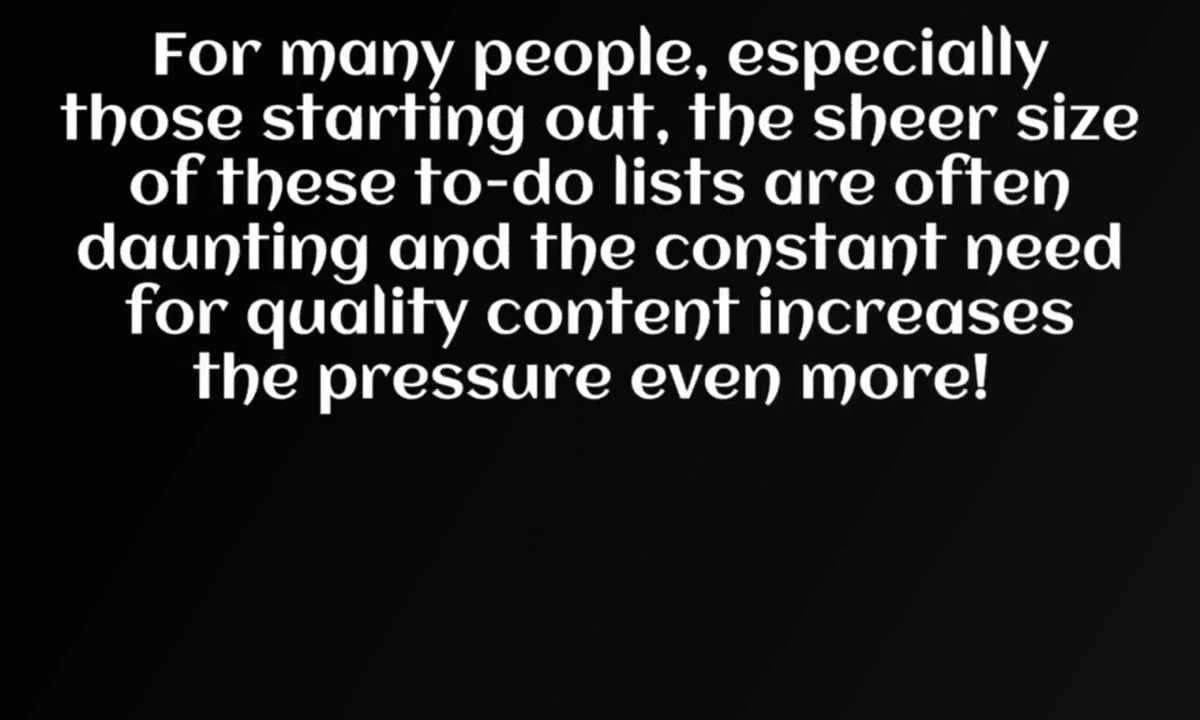 For many people, especially
those starting out, the sheer size
of these to-do lists are often
daunting and the constant need
for quality content increases
the pressure even more!